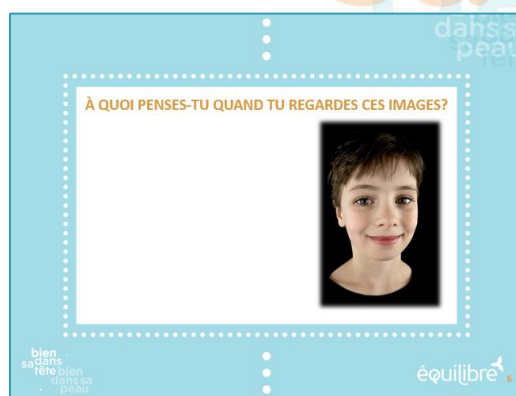 dans sa
peau
À QUOI PENSES-TU QUAND TU REGARDES CES IMAGES?
bien
dans
sa
tête bien
dans sa
peau
équilibre
6